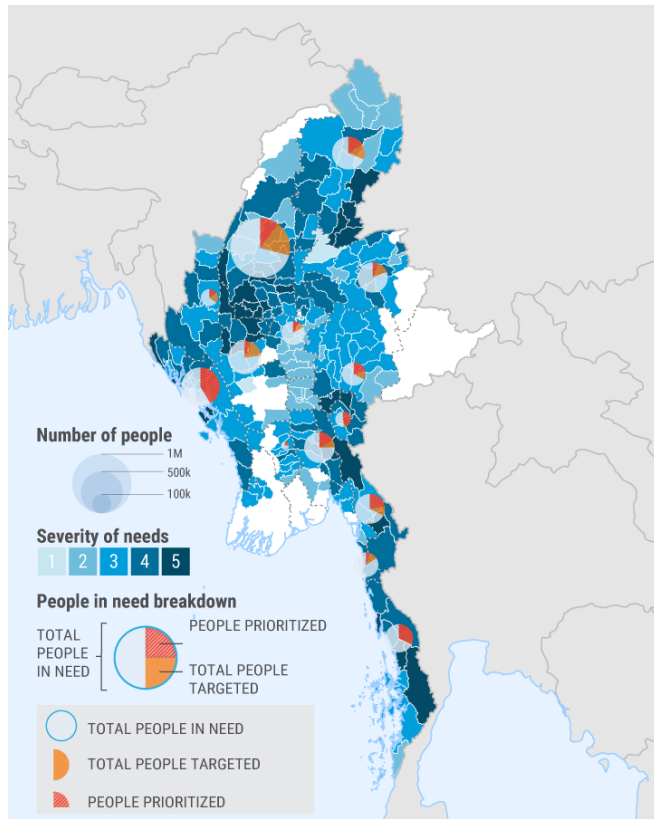 Number of people
1M
500k
100k
Severity of needs
1 2 3 4 5
People in need breakdown
TOTAL
PEOPLE
IN NEED
PEOPLE PRIORITIZED
TOTAL PEOPLE
TARGETED
TOTAL PEOPLE IN NEED
TOTAL PEOPLE TARGETED
PEOPLE PRIORITIZED